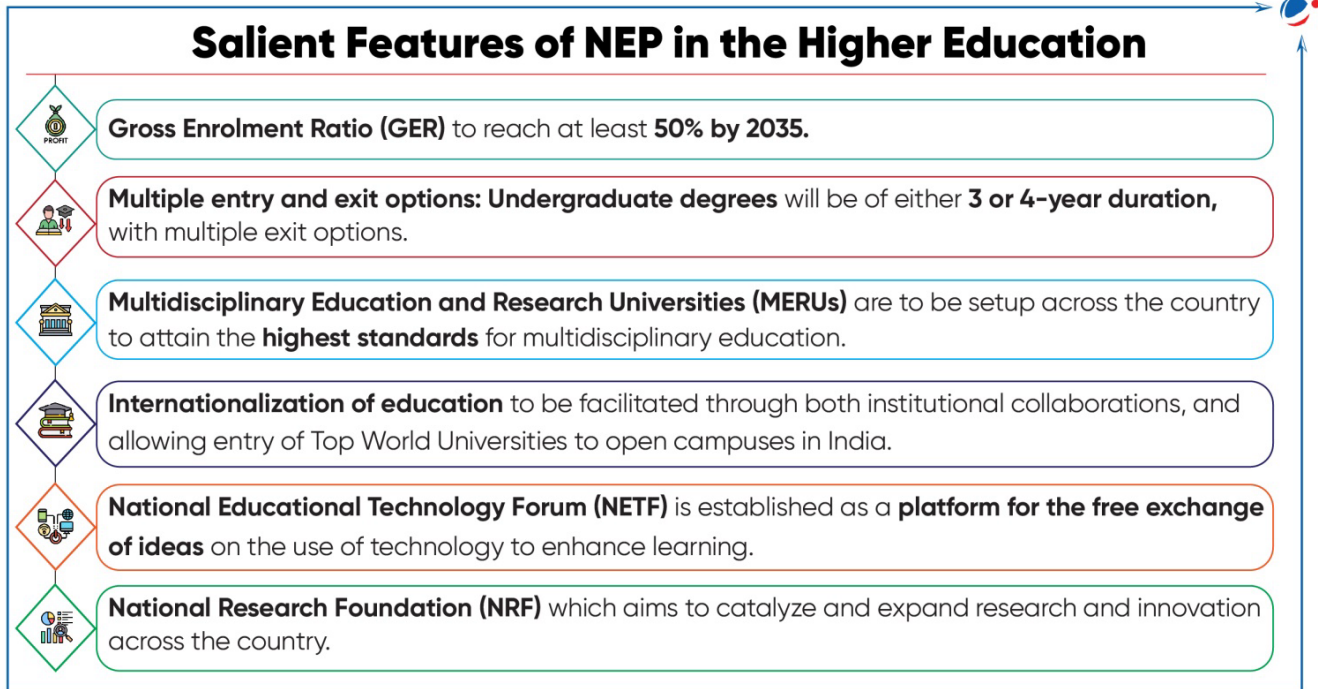 Salient Features of NEP in the Higher Education
PROFIT
Gross Enrolment Ratio (GER) to reach at least 50% by 2035.
Multiple entry and exit options: Undergraduate degrees will be of either 3 or 4-year duration,
with multiple exit options.
Multidisciplinary Education and Research Universities (MERUs) are to be setup across the country
to attain the highest standards for multidisciplinary education.
Internationalization of education to be facilitated through both institutional collaborations, and
allowing entry of Top World Universities to open campuses in India.
National Educational Technology Forum (NETF) is established as a platform for the free exchange
of ideas on the use of technology to enhance learning.
National Research Foundation (NRF) which aims to catalyze and expand research and innovation
across the country.